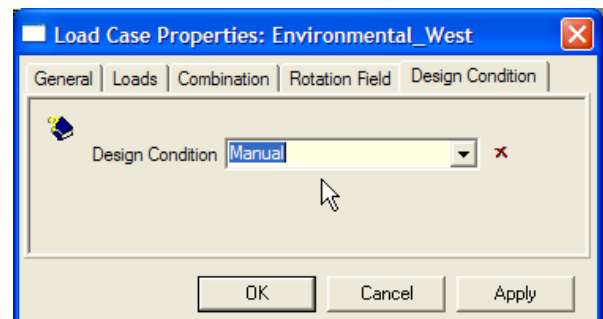 Load Case Properties: Environmental_West
General Loads Combination Rotation Field Design Condition
Design Condition Manual
OK Cancel Apply